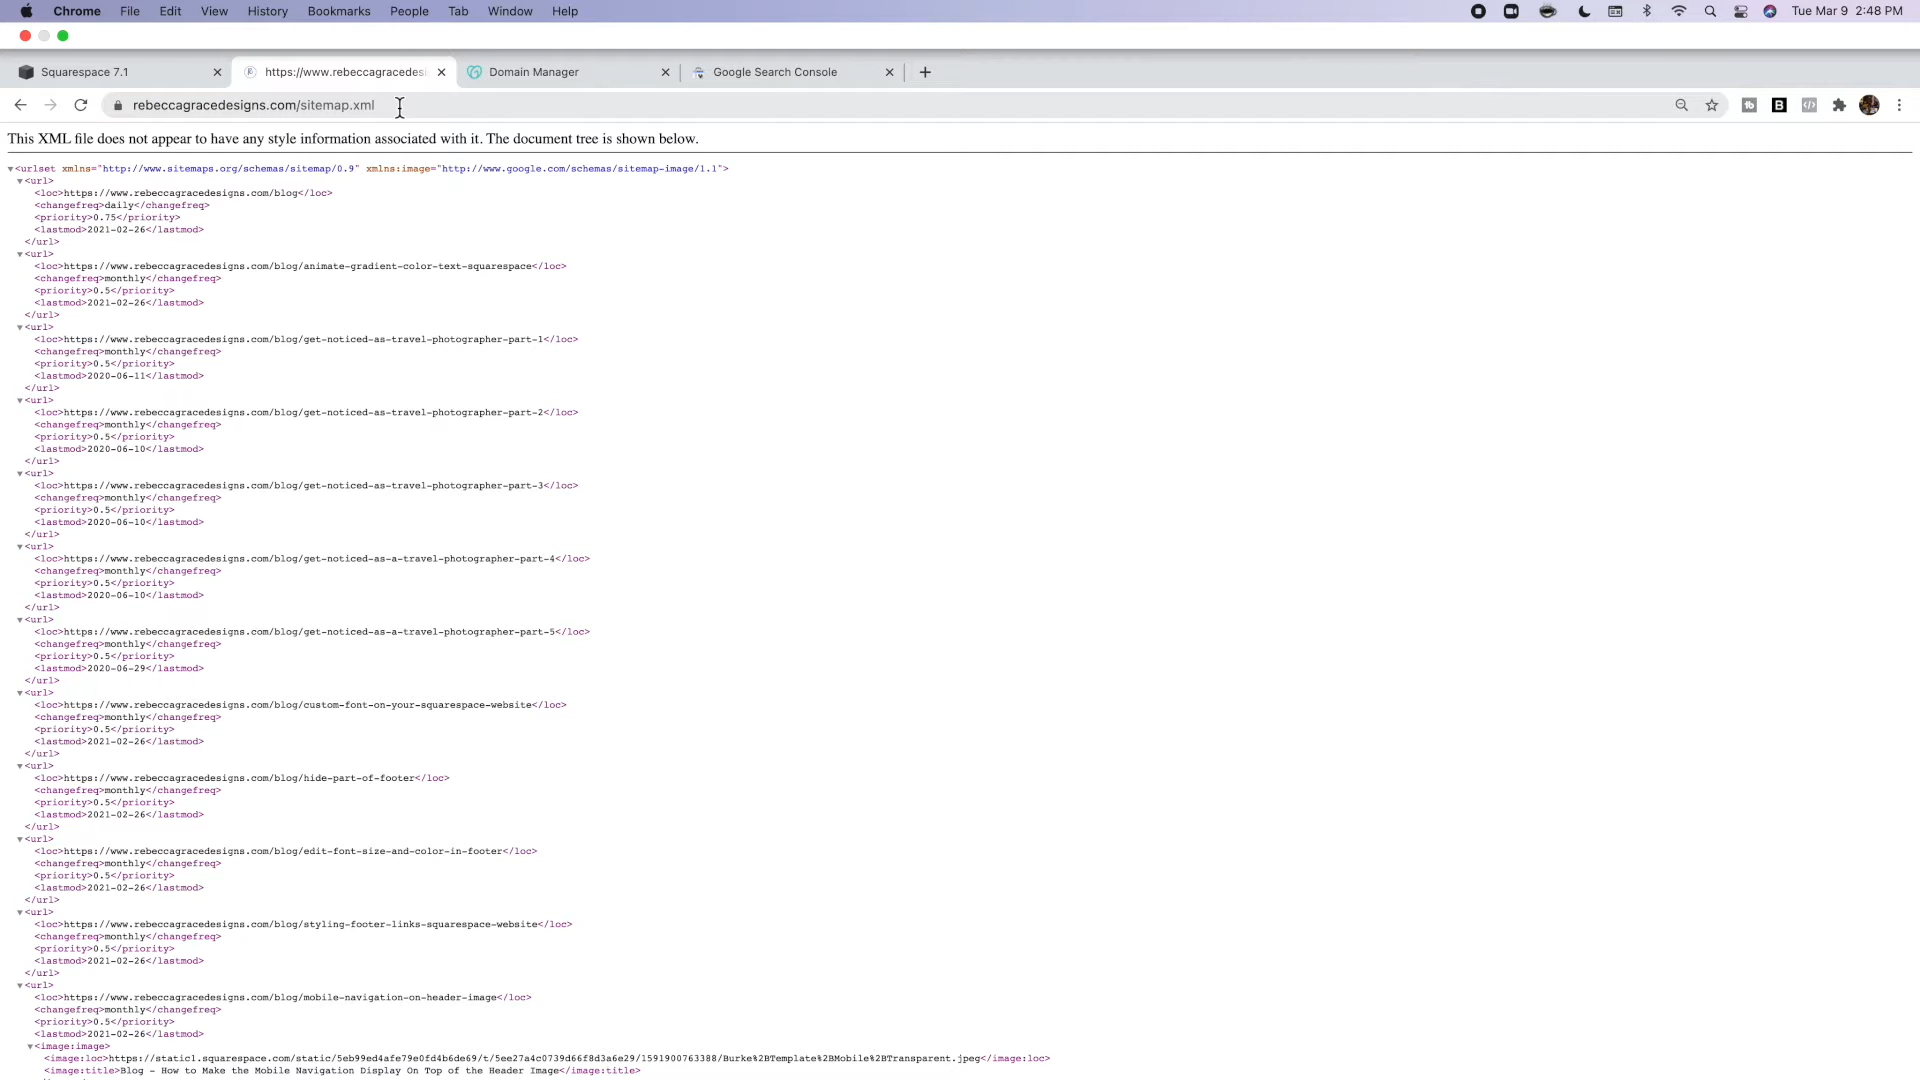 Chrome File Edit View History Bookmarks People Tab Window Help Tue Mar 9 2:48 PM
Squarespace 7.1 https://www.rebeccagracedesi Domain Manager Google Search Console
rebeccagracedesigns.com/sitemap.xml
This XML file does not appear to have any style information associated with it. The document tree is shown below.
▼<urlset xmlns="http://www.sitemaps.org/schemas/sitemap/0.9" xmlns:image="http://www.google.com/schemas/sitemap-image/1.1">
▼<url>
<loc>https://www.rebeccagracedesigns.com/blog</loc>
<changefreq>daily</changefreq>
<priority>0.75</priority>
<lastmod>2021-02-26</lastmod>
</url>
▼<url>
<loc>https://www.rebeccagracedesigns.com/blog/animate-gradient-color-text-squarespace</loc>
<changefreq>monthly</changefreq>
<priority>0.5</priority>
<lastmod>2021-02-26</lastmod>
</url>
▼<url>
<loc>https://www.rebeccagracedesigns.com/blog/get-noticed-as-travel-photographer-part-1</loc>
<changefreq>monthly</changefreq>
<priority>0.5</priority>
<lastmod>2020-06-11</lastmod>
</url>
▼<url>
<loc>https://www.rebeccagracedesigns.com/blog/get-noticed-as-travel-photographer-part-2</loc>
<changefreq>monthly</changefreq>
<priority>0.5</priority>
<lastmod>2020-06-10</lastmod>
</url>
▼<url>
<loc>https://www.rebeccagracedesigns.com/blog/get-noticed-as-travel-photographer-part-3</loc>
<changefreq>monthly</changefreq>
<priority>0.5</priority>
<lastmod>2020-06-10</lastmod>
</url>
▼<url>
<loc>https://www.rebeccagracedesigns.com/blog/get-noticed-as-a-travel-photographer-part-4</loc>
<changefreq>monthly</changefreq>
<priority>0.5</priority>
<lastmod>2020-06-10</lastmod>
</url>
▼<url>
<loc>https://www.rebeccagracedesigns.com/blog/get-noticed-as-a-travel-photographer-part-5</loc>
<changefreq>monthly</changefreq>
<priority>0.5</priority>
<lastmod>2020-06-29</lastmod>
</url>
▼<url>
<loc>https://www.rebeccagracedesigns.com/blog/custom-font-on-your-squarespace-website</loc>
<changefreq>monthly</changefreq>
<priority>0.5</priority>
<lastmod>2021-02-26</lastmod>
</url>
▼<url>
<loc>https://www.rebeccagracedesigns.com/blog/hide-part-of-footer</loc>
<changefreq>monthly</changefreq>
<priority>0.5</priority>
<lastmod>2021-02-26</lastmod>
</url>
▼<url>
<loc>https://www.rebeccagracedesigns.com/blog/edit-font-size-and-color-in-footer</loc>
<changefreq>monthly</changefreq>
<priority>0.5</priority>
<lastmod>2021-02-26</lastmod>
</url>
▼<url>
<loc>https://www.rebeccagracedesigns.com/blog/styling-footer-links-squarespace-website</loc>
<changefreq>monthly</changefreq>
<priority>0.5</priority>
<lastmod>2021-02-26</lastmod>
</url>
▼<url>
<loc>https://www.rebeccagracedesigns.com/blog/mobile-navigation-on-header-image</loc>
<changefreq>monthly</changefreq>
<priority>0.5</priority>
<lastmod>2021-02-26</lastmod>
▼<image:image>
<image:loc>https://static1.squarespace.com/static/5eb99ed4afe79e0fd4b6de69/t/5ee27a4c0739d66f8d3a6e29/1591900763388/Burke%2BTemplate%2BMobile%2BTransparent.jpeg</image:loc>
<image:title>Blog - How to Make the Mobile Navigation Display On Top of the Header Image</image:title>